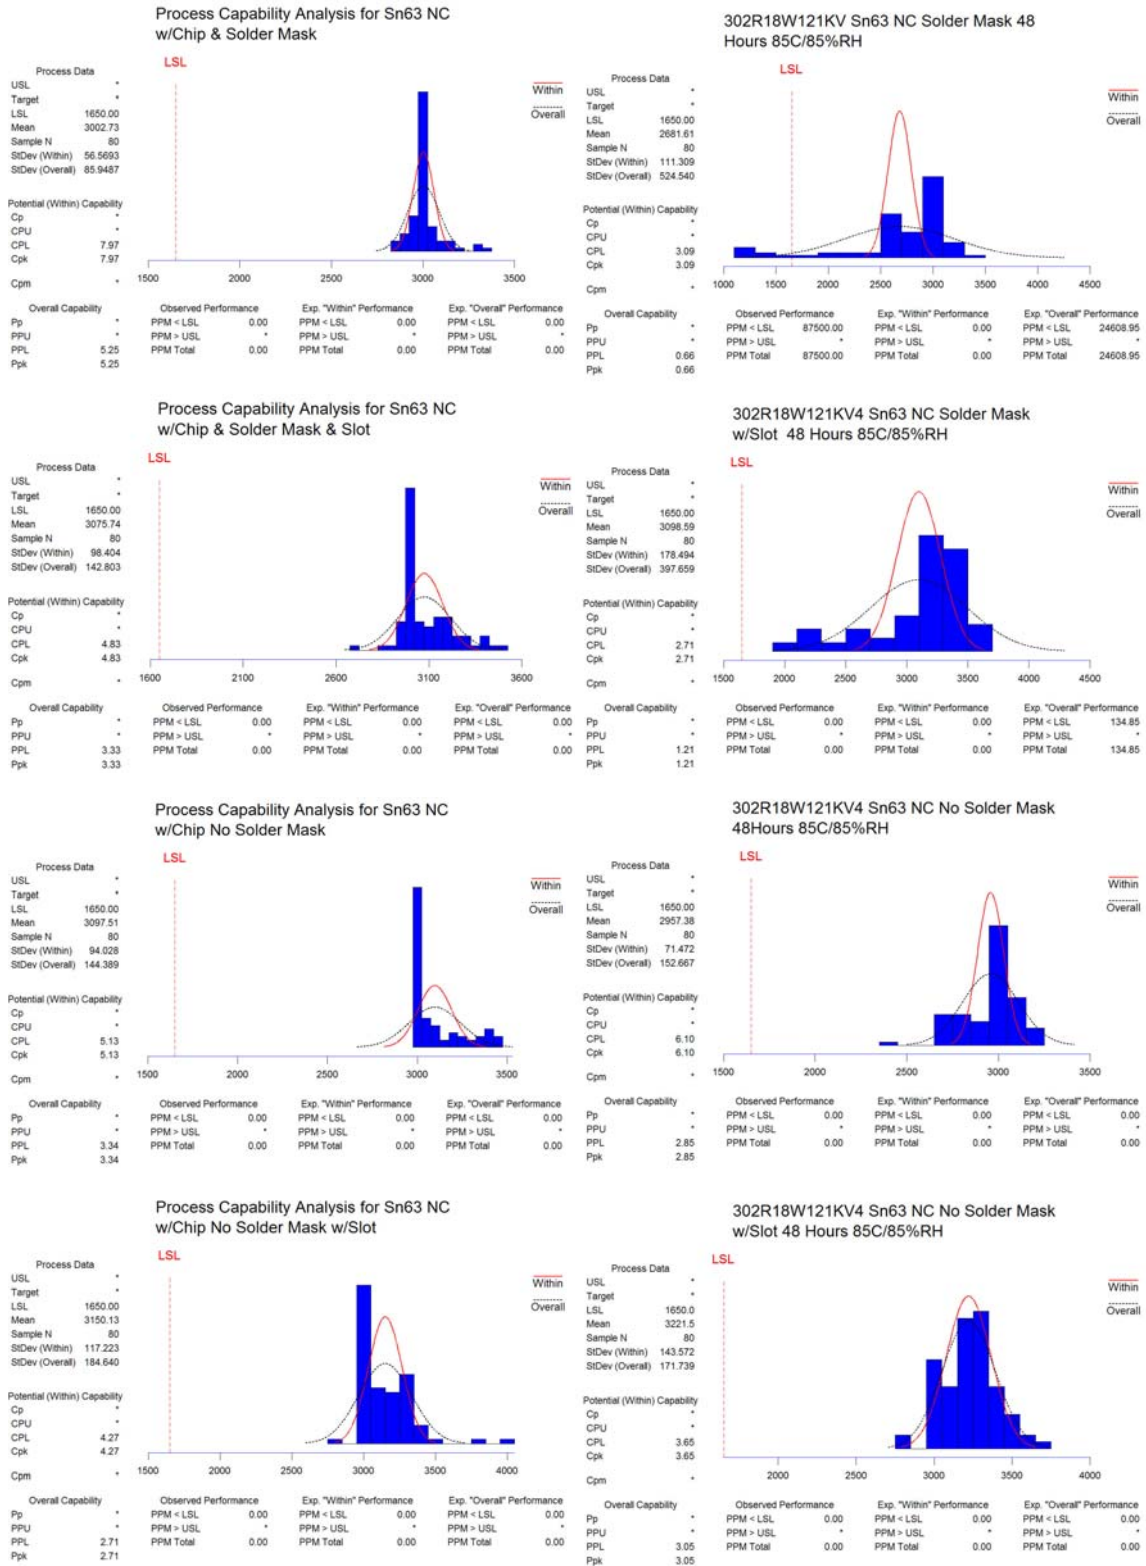 Process Capability Analysis for Sn63 NC
w/Chip & Solder Mask
LSL
Process Data
USL *
Target *
LSL 1650.00
Mean 3002.73
Sample N 80
StDev (Within) 56.5693
StDev (Overall) 85.9487
Potential (Within) Capability
Cp *
CPU *
CPL 7.97
Cpk 7.97
Cpm *
Within
Overall
1500 2000 2500 3000 3500
Overall Capability
Pp *
PPU *
PPL 5.25
Ppk 5.25
Observed Performance
PPM < LSL 0.00
PPM > USL *
PPM Total 0.00
Exp. "Within" Performance
PPM < LSL 0.00
PPM > USL *
PPM Total 0.00
Exp. "Overall" Performance
PPM < LSL 0.00
PPM > USL *
PPM Total 0.00
302R18W121KV Sn63 NC Solder Mask 48
Hours 85C/85%RH
LSL
Process Data
USL *
Target *
LSL 1650.00
Mean 2681.61
Sample N 80
StDev (Within) 111.309
StDev (Overall) 524.540
Potential (Within) Capability
Cp *
CPU *
CPL 3.09
Cpk 3.09
Cpm *
Within
Overall
1000 1500 2000 2500 3000 3500 4000 4500
Overall Capability
Pp *
PPU *
PPL 0.66
Ppk 0.66
Observed Performance
PPM < LSL 87500.00
PPM > USL *
PPM Total 87500.00
Exp. "Within" Performance
PPM < LSL 0.00
PPM > USL *
PPM Total 0.00
Exp. "Overall" Performance
PPM < LSL 24608.95
PPM > USL *
PPM Total 24608.95
Process Capability Analysis for Sn63 NC
w/Chip & Solder Mask & Slot
LSL
Process Data
USL *
Target *
LSL 1650.00
Mean 3075.74
Sample N 80
StDev (Within) 98.404
StDev (Overall) 142.803
Potential (Within) Capability
Cp *
CPU *
CPL 4.83
Cpk 4.83
Cpm *
Within
Overall
1600 2100 2600 3100 3600
Overall Capability
Pp *
PPU *
PPL 3.33
Ppk 3.33
Observed Performance
PPM < LSL 0.00
PPM > USL *
PPM Total 0.00
Exp. "Within" Performance
PPM < LSL 0.00
PPM > USL *
PPM Total 0.00
Exp. "Overall" Performance
PPM < LSL 0.00
PPM > USL *
PPM Total 0.00
302R18W121KV4 Sn63 NC Solder Mask
w/Slot 48 Hours 85C/85%RH
LSL
Process Data
USL *
Target *
LSL 1650.00
Mean 3098.59
Sample N 80
StDev (Within) 178.494
StDev (Overall) 397.659
Potential (Within) Capability
Cp *
CPU *
CPL 2.71
Cpk 2.71
Cpm *
Within
Overall
1500 2000 2500 3000 3500 4000 4500
Overall Capability
Pp *
PPU *
PPL 1.21
Ppk 1.21
Observed Performance
PPM < LSL 0.00
PPM > USL *
PPM Total 0.00
Exp. "Within" Performance
PPM < LSL 0.00
PPM > USL *
PPM Total 0.00
Exp. "Overall" Performance
PPM < LSL 134.85
PPM > USL *
PPM Total 134.85
Process Capability Analysis for Sn63 NC
w/Chip No Solder Mask
LSL
Process Data
USL *
Target *
LSL 1650.00
Mean 3097.51
Sample N 80
StDev (Within) 94.028
StDev (Overall) 144.389
Potential (Within) Capability
Cp *
CPU *
CPL 5.13
Cpk 5.13
Cpm *
Within
Overall
1500 2000 2500 3000 3500
Overall Capability
Pp *
PPU *
PPL 3.34
Ppk 3.34
Observed Performance
PPM < LSL 0.00
PPM > USL *
PPM Total 0.00
Exp. "Within" Performance
PPM < LSL 0.00
PPM > USL *
PPM Total 0.00
Exp. "Overall" Performance
PPM < LSL 0.00
PPM > USL *
PPM Total 0.00
302R18W121KV4 Sn63 NC No Solder Mask
48Hours 85C/85%RH
LSL
Process Data
USL *
Target *
LSL 1650.00
Mean 2957.38
Sample N 80
StDev (Within) 71.472
StDev (Overall) 152.667
Potential (Within) Capability
Cp *
CPU *
CPL 6.10
Cpk 6.10
Cpm *
Within
Overall
1500 2000 2500 3000 3500
Overall Capability
Pp *
PPU *
PPL 2.85
Ppk 2.85
Observed Performance
PPM < LSL 0.00
PPM > USL *
PPM Total 0.00
Exp. "Within" Performance
PPM < LSL 0.00
PPM > USL *
PPM Total 0.00
Exp. "Overall" Performance
PPM < LSL 0.00
PPM > USL *
PPM Total 0.00
Process Capability Analysis for Sn63 NC
w/Chip No Solder Mask w/Slot
LSL
Process Data
USL *
Target *
LSL 1650.00
Mean 3150.13
Sample N 80
StDev (Within) 117.223
StDev (Overall) 184.640
Potential (Within) Capability
Cp *
CPU *
CPL 4.27
Cpk 4.27
Cpm *
Within
Overall
1500 2000 2500 3000 3500 4000
Overall Capability
Pp *
PPU *
PPL 2.71
Ppk 2.71
Observed Performance
PPM < LSL 0.00
PPM > USL *
PPM Total 0.00
Exp. "Within" Performance
PPM < LSL 0.00
PPM > USL *
PPM Total 0.00
Exp. "Overall" Performance
PPM < LSL 0.00
PPM > USL *
PPM Total 0.00
302R18W121KV4 Sn63 NC No Solder Mask
w/Slot 48 Hours 85C/85%RH
LSL
Process Data
USL *
Target *
LSL 1650.0
Mean 3221.5
Sample N 80
StDev (Within) 143.572
StDev (Overall) 171.739
Potential (Within) Capability
Cp *
CPU *
CPL 3.65
Cpk 3.65
Cpm *
Within
Overall
2000 3000 4000
Overall Capability
Pp *
PPU *
PPL 3.05
Ppk 3.05
Observed Performance
PPM < LSL 0.00
PPM > USL *
PPM Total 0.00
Exp. "Within" Performance
PPM < LSL 0.00
PPM > USL *
PPM Total 0.00
Exp. "Overall" Performance
PPM < LSL 0.00
PPM > USL *
PPM Total 0.00